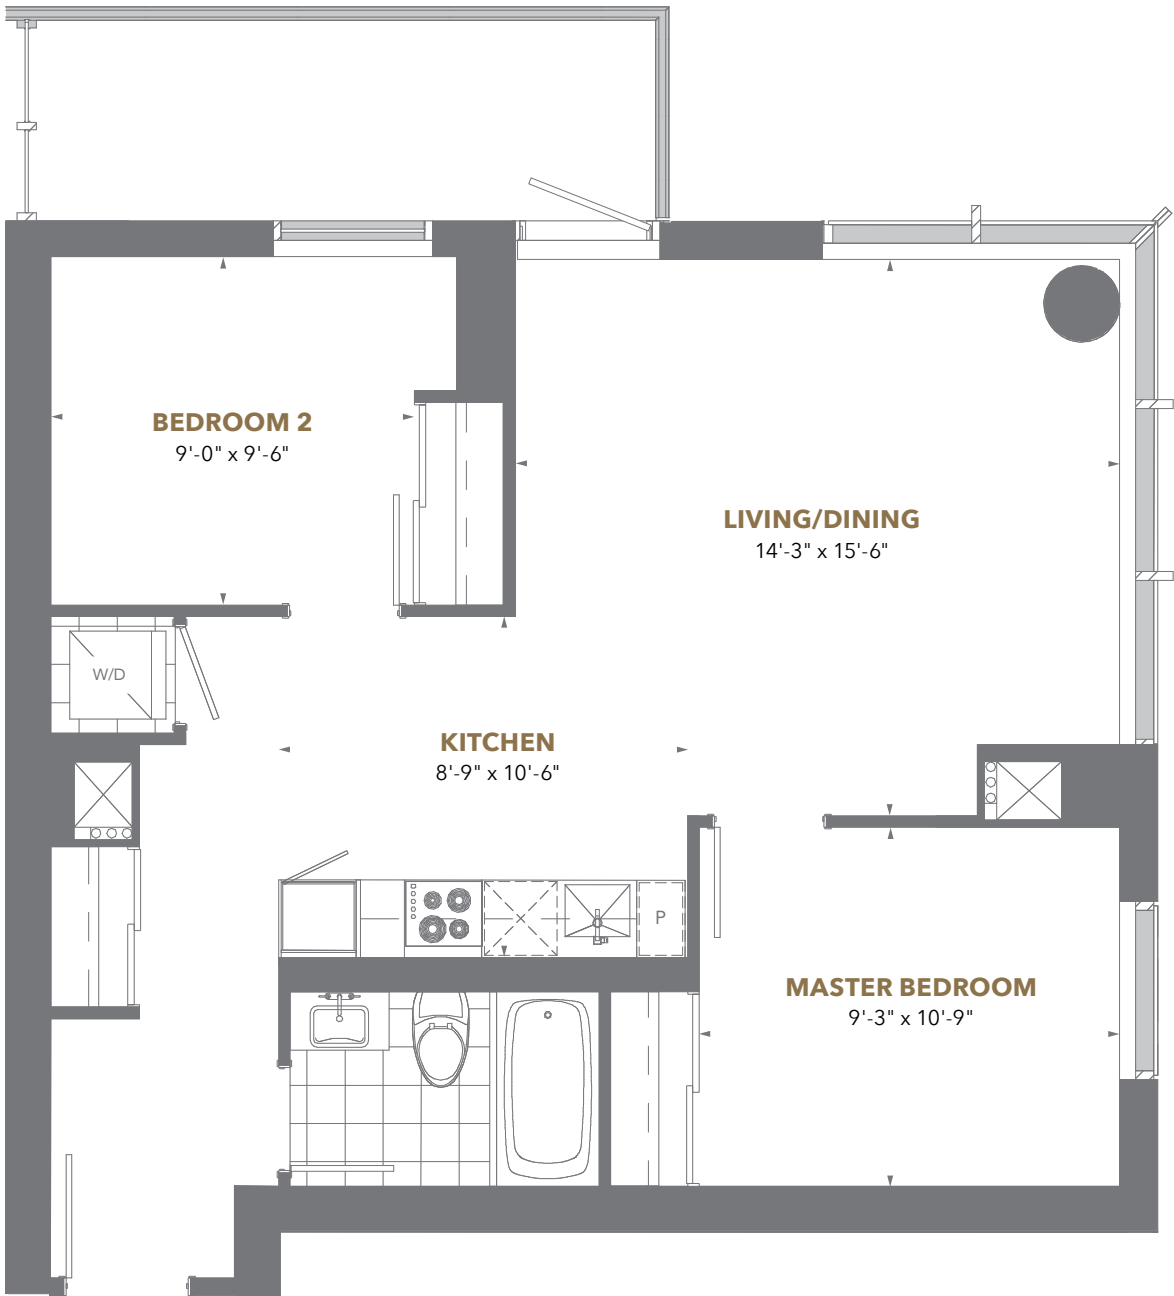 BEDROOM 2
9'-0" x 9'-6"
LIVING/DINING
14'-3" x 15'-6"
W/D
KITCHEN
8'-9" x 10'-6"
P
MASTER BEDROOM
9'-3" x 10'-9"